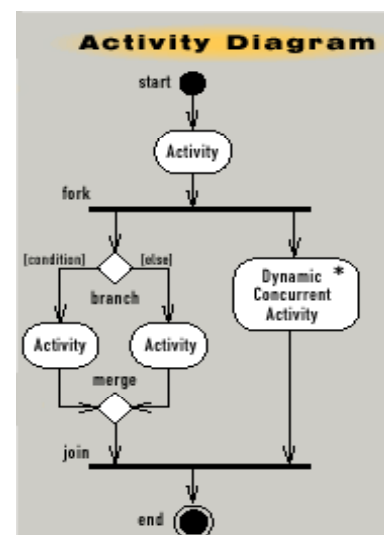 Activity Diagram
start
Activity
fork
[condition] [else]
branch
Dynamic *
Concurrent
Activity
Activity Activity
merge
join
end